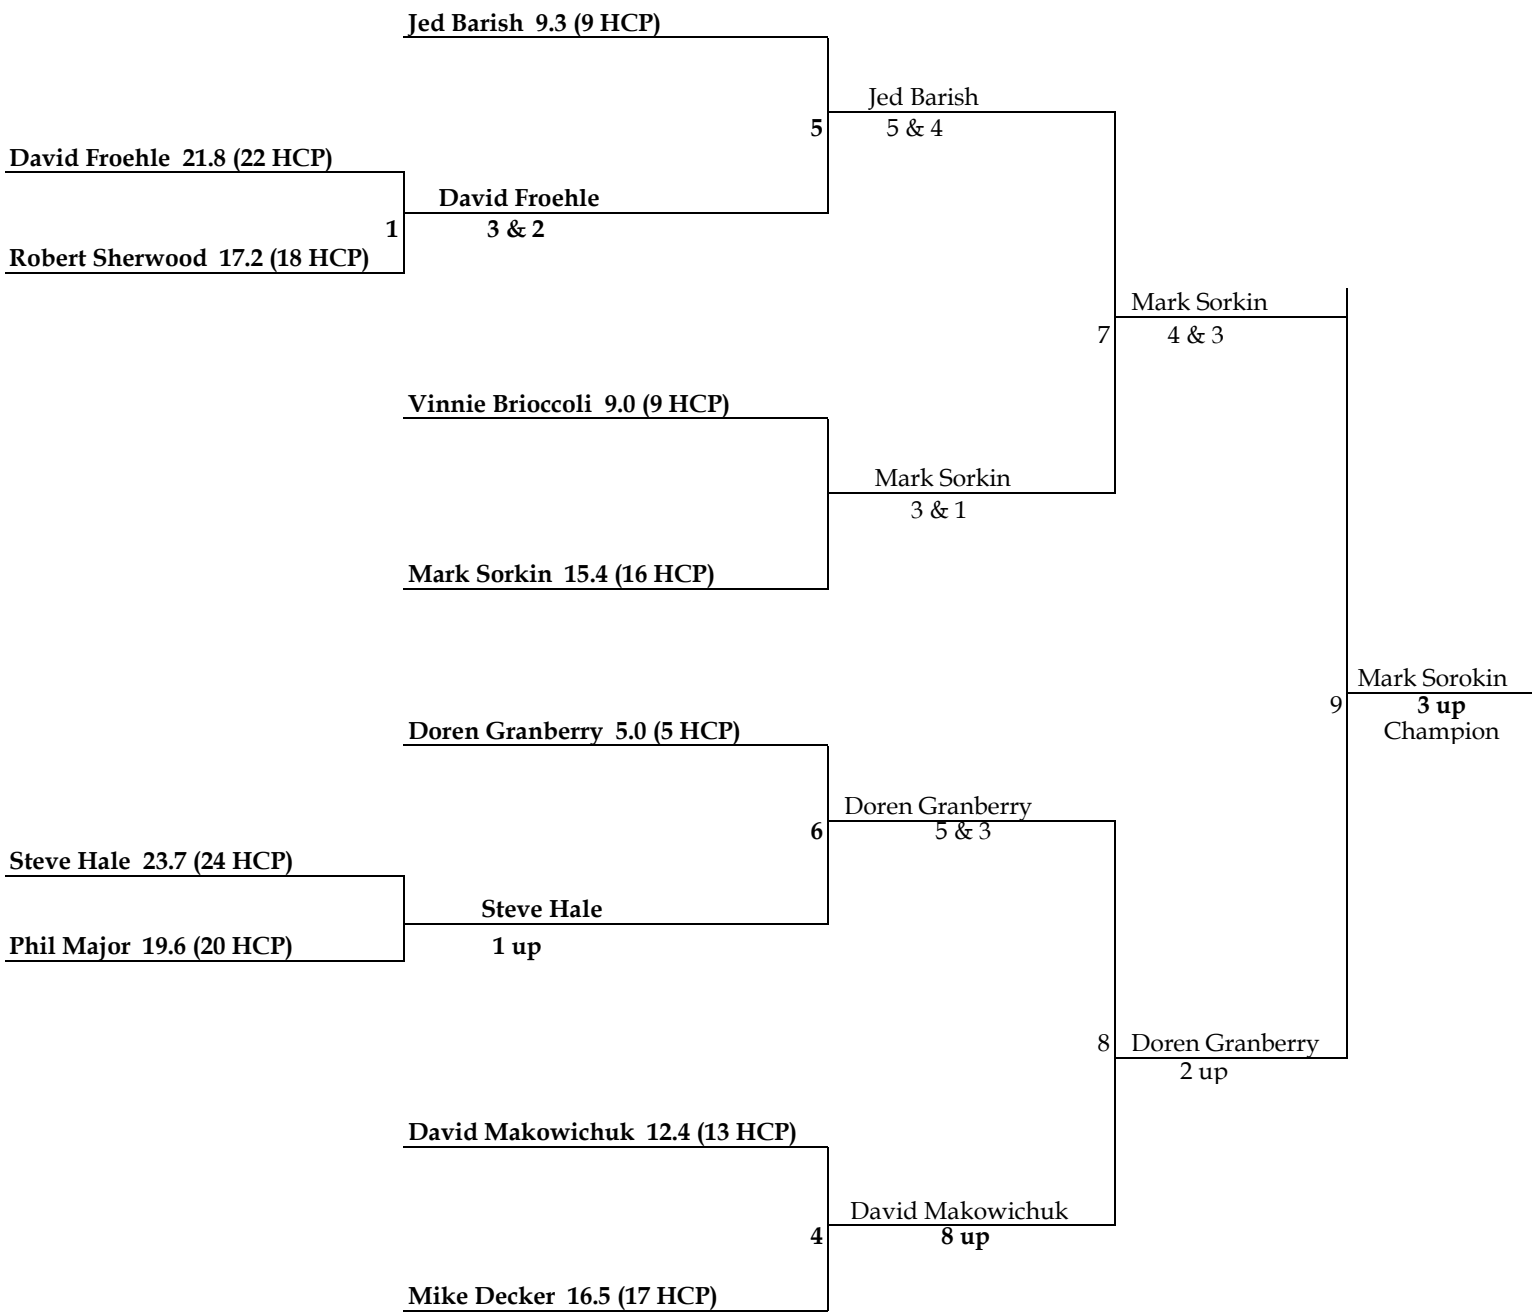 Jed Barish 9.3 (9 HCP)
Jed Barish
5
5 & 4
David Froehle 21.8 (22 HCP)
David Froehle
1
3 & 2
Robert Sherwood 17.2 (18 HCP)
Mark Sorkin
7
4 & 3
Vinnie Brioccoli 9.0 (9 HCP)
Mark Sorkin
3 & 1
Mark Sorkin 15.4 (16 HCP)
Mark Sorokin
9
3 up
Champion
Doren Granberry 5.0 (5 HCP)
Doren Granberry
6
5 & 3
Steve Hale 23.7 (24 HCP)
Steve Hale
1 up
Phil Major 19.6 (20 HCP)
8
Doren Granberry
2 up
David Makowichuk 12.4 (13 HCP)
David Makowichuk
4
8 up
Mike Decker 16.5 (17 HCP)